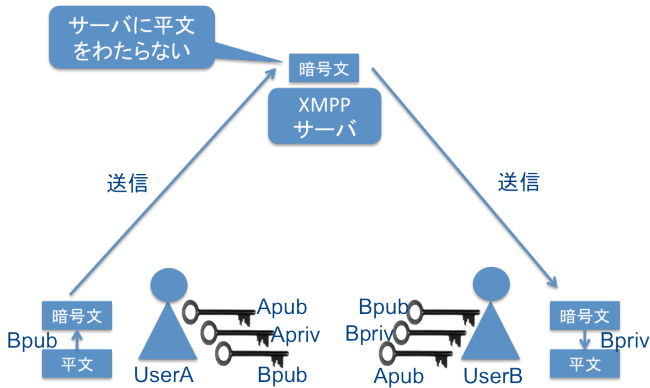 サーバに平文
をわたらない
暗号文
XMPP
サーバ
送信
送信
暗号文
Bpub
平文
Apub
Apriv
Bpub
UserA
Bpub
Bpriv
Apub
UserB
暗号文
Bpriv
平文